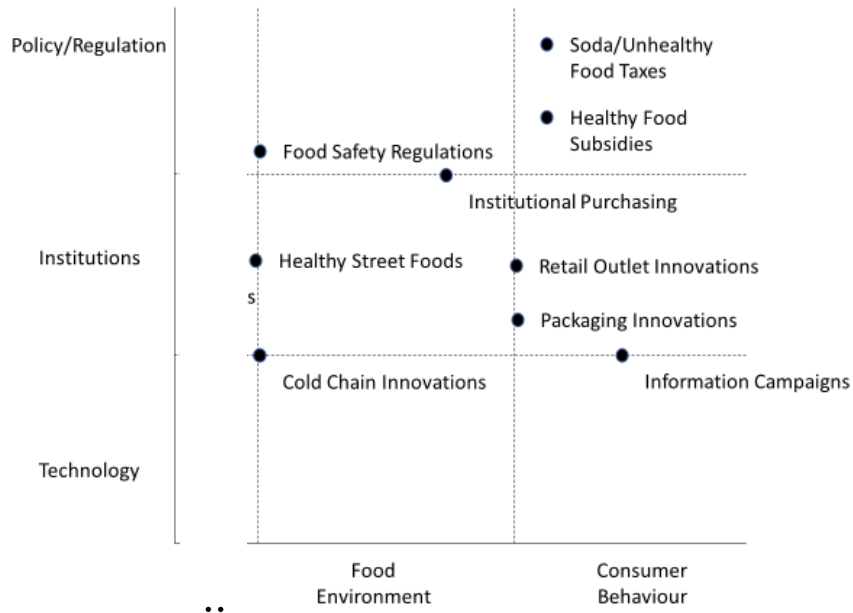 Policy/Regulation
Soda/Unhealthy
Food Taxes
Healthy Food
Subsidies
Food Safety Regulations
Institutional Purchasing
Institutions
Healthy Street Foods
Retail Outlet Innovations
s
Packaging Innovations
Cold Chain Innovations
Information Campaigns
Technology
Food
Environment
Consumer
Behaviour